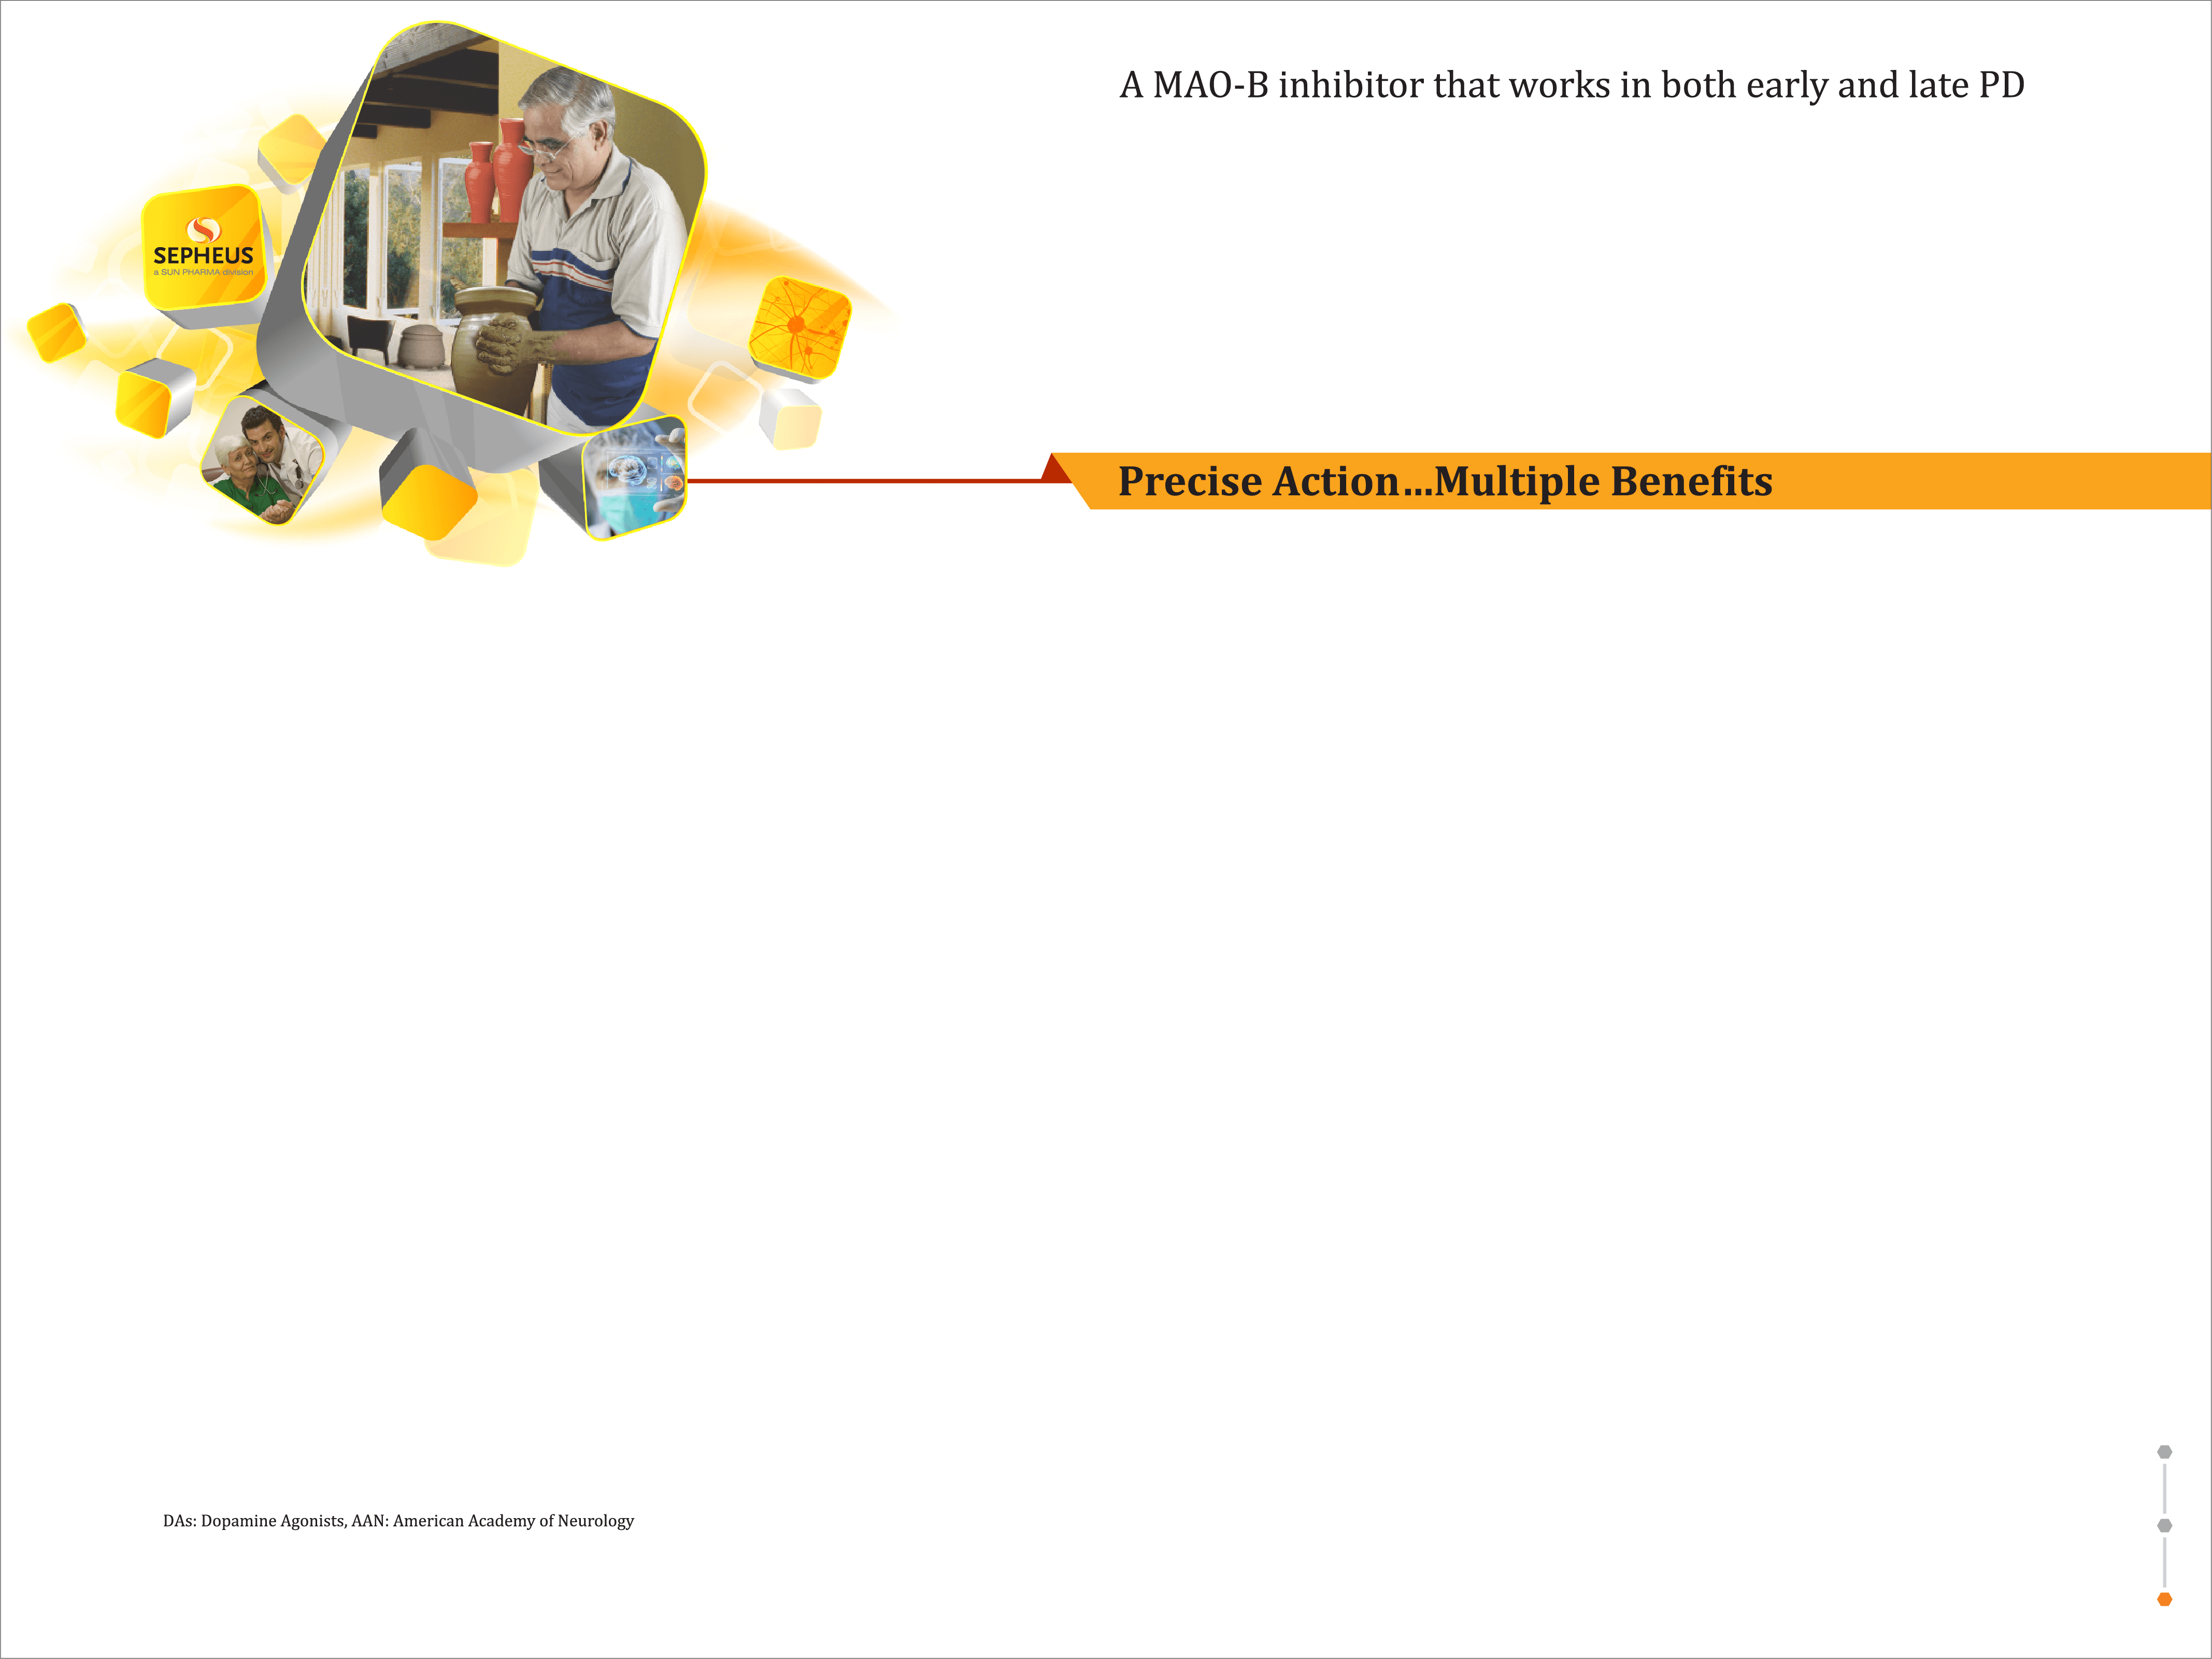 A MAO-B inhibitor that works in both early and late PD
SEPHEUS
a SUN PHARMA division
Precise Action...Multiple Benefits
DAs: Dopamine Agonists, AAN: American Academy of Neurology